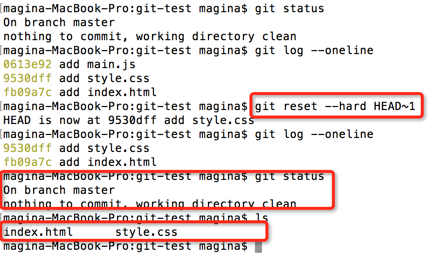 [magina-MacBook-Pro:git-test magina$ git status
On branch master
nothing to commit, working directory clean
[magina-MacBook-Pro:git-test magina$ git log --oneline
0613e92 add main.js
9530dff add style.css
fb09a7c add index.html
[magina-MacBook-Pro:git-test magina$ git reset --hard HEAD~1
HEAD is now at 9530dff add style.css
[magina-MacBook-Pro:git-test magina$ git log --oneline
9530dff add style.css
fb09a7c add index.html
[magina-MacBook-Pro:git-test magina$ git status
On branch master
nothing to commit, working directory clean
[magina-MacBook-Pro:git-test magina$ ls
index.html style.css
magina-MacBook-Pro:git-test magina$